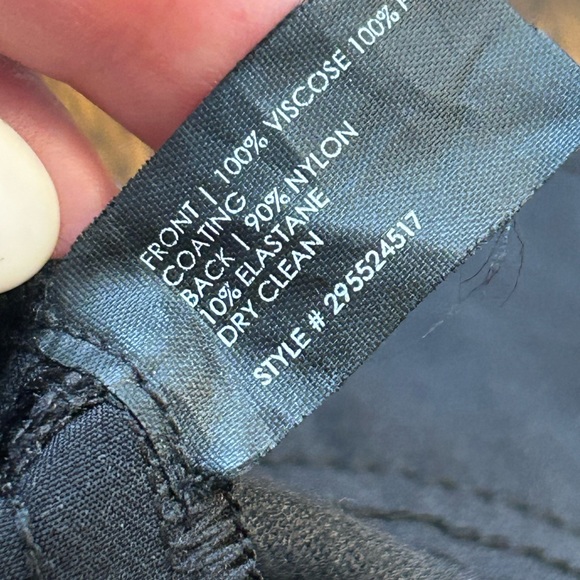 FRONT | 100% VISCOSE 100%
COATING
BACK | 90% NYLON
10% ELASTANE
DRY CLEAN
STYLE # 295524517